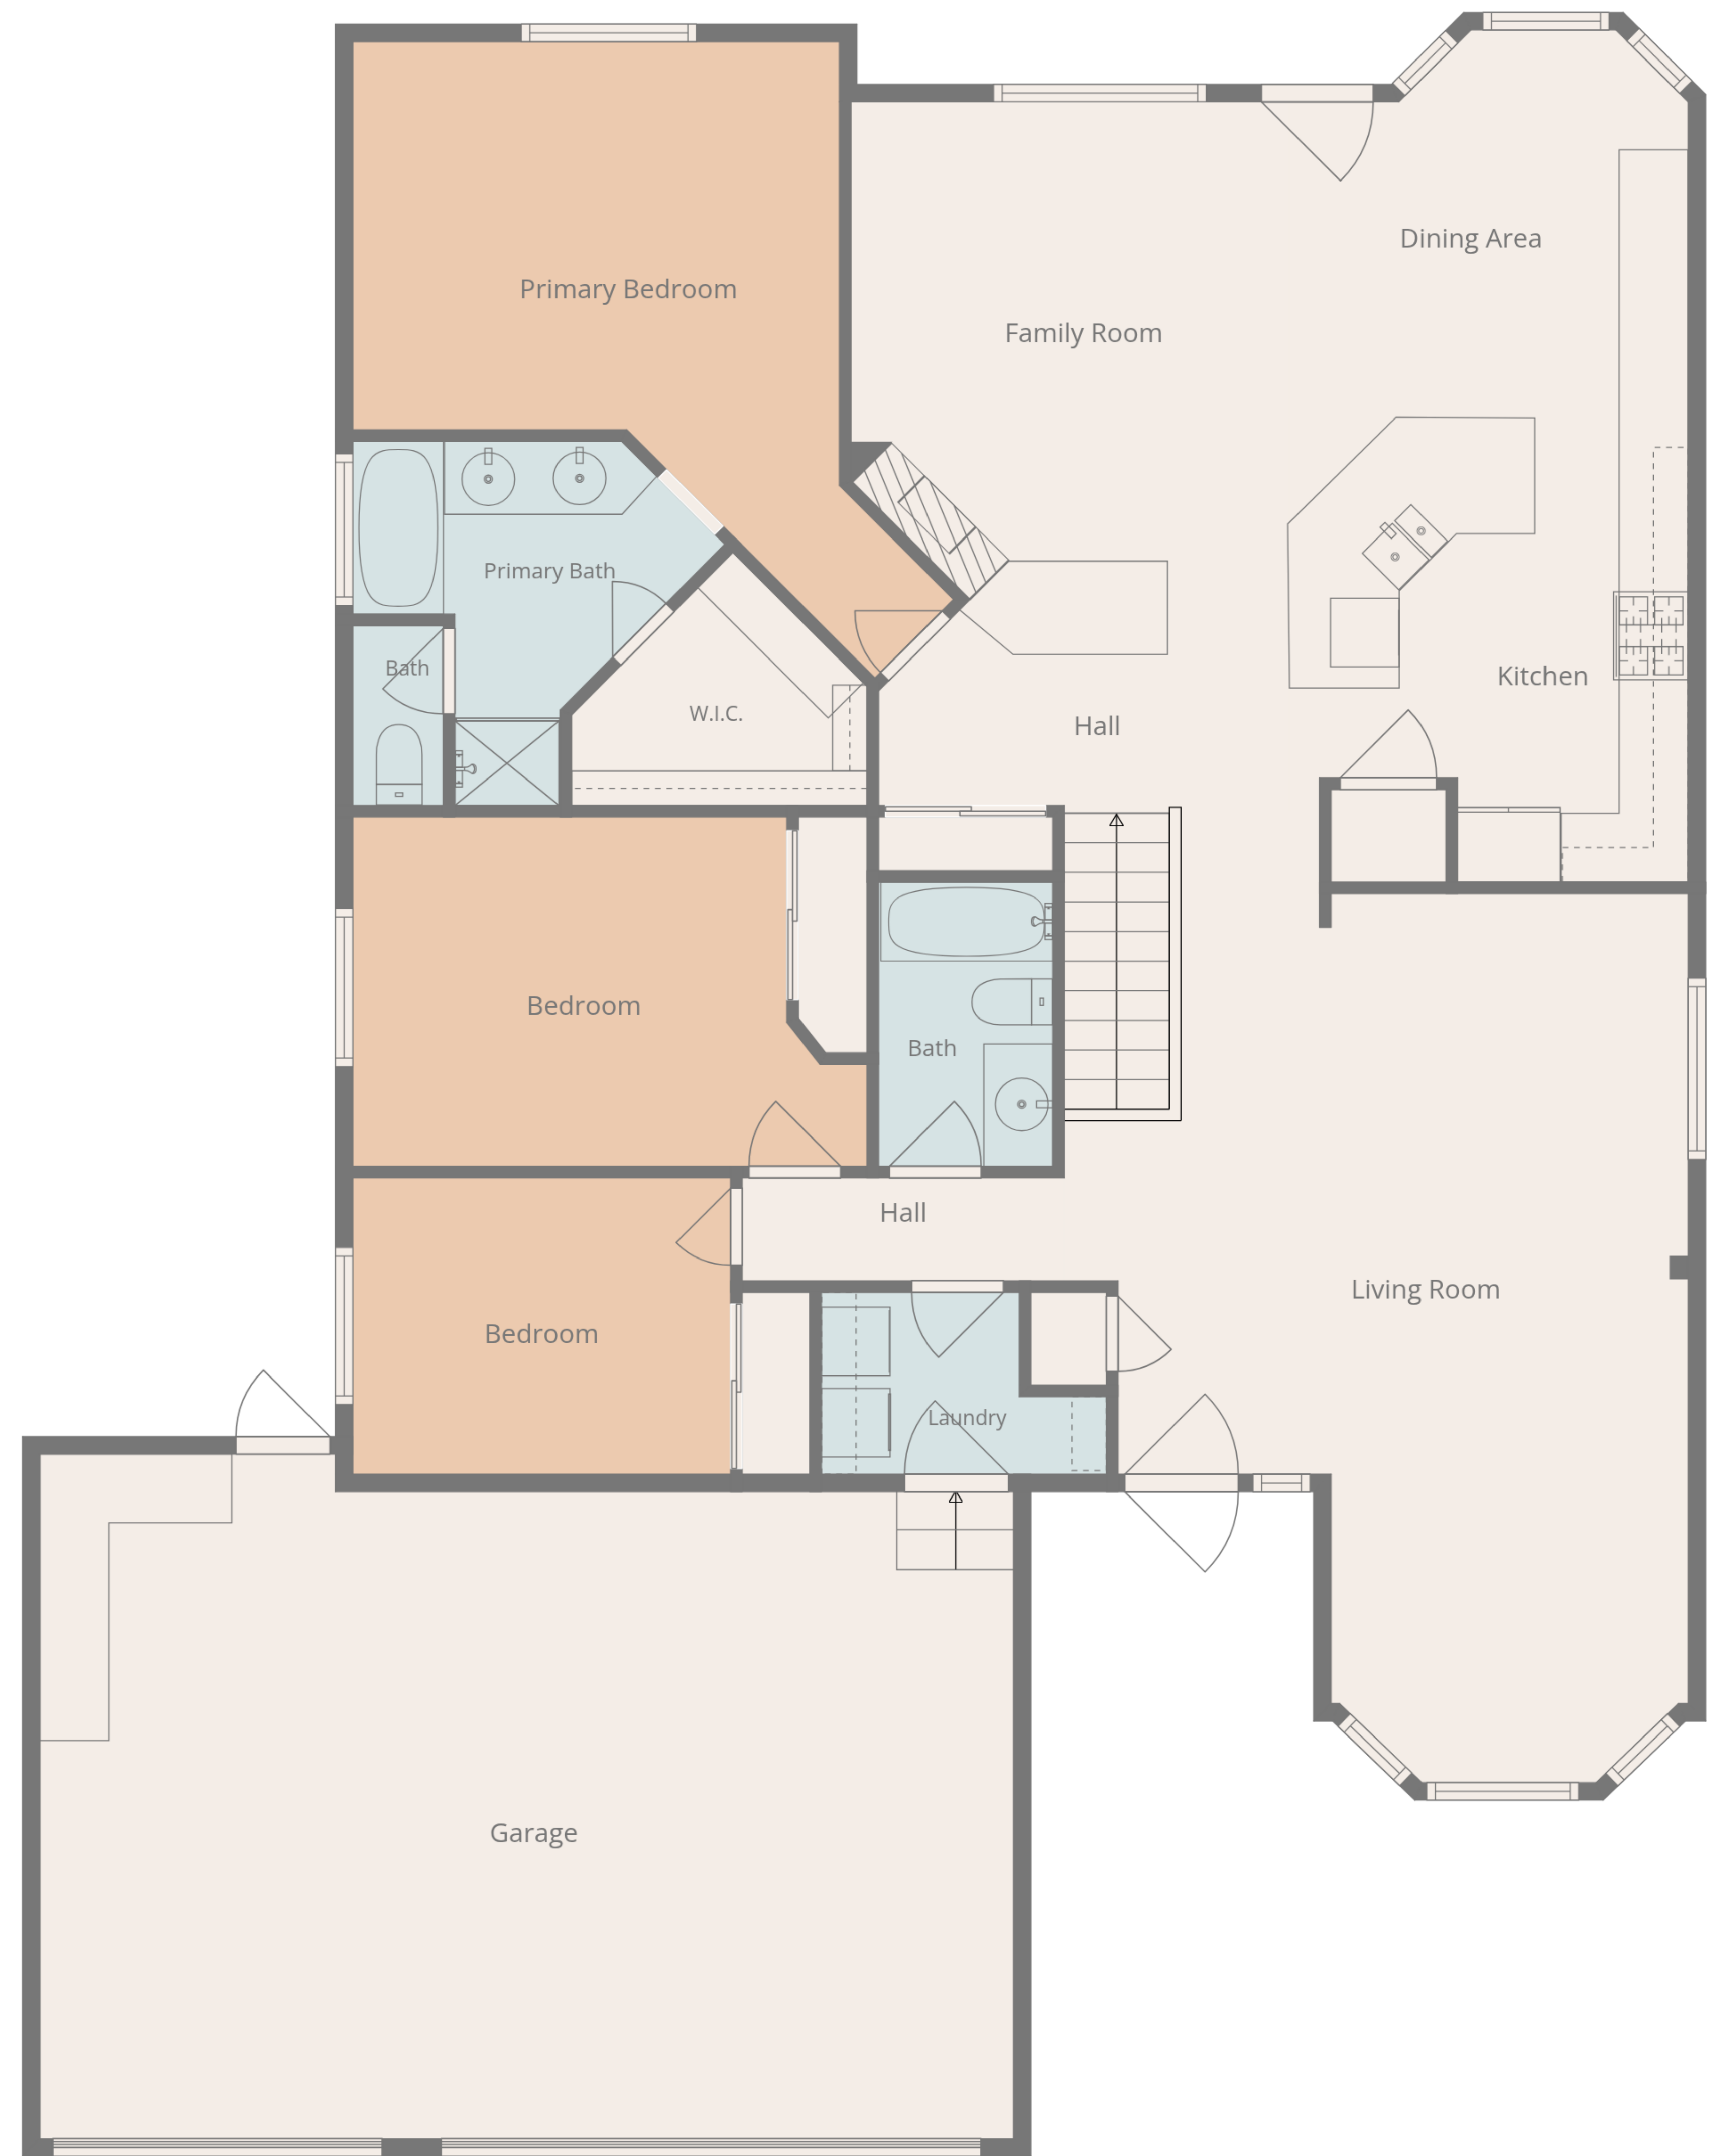 Dining Area
Primary Bedroom
Family Room
Primary Bath
Bath
Kitchen
W.I.C.
Hall
Bedroom
Bath
Hall
Living Room
Bedroom
Laundry
Garage